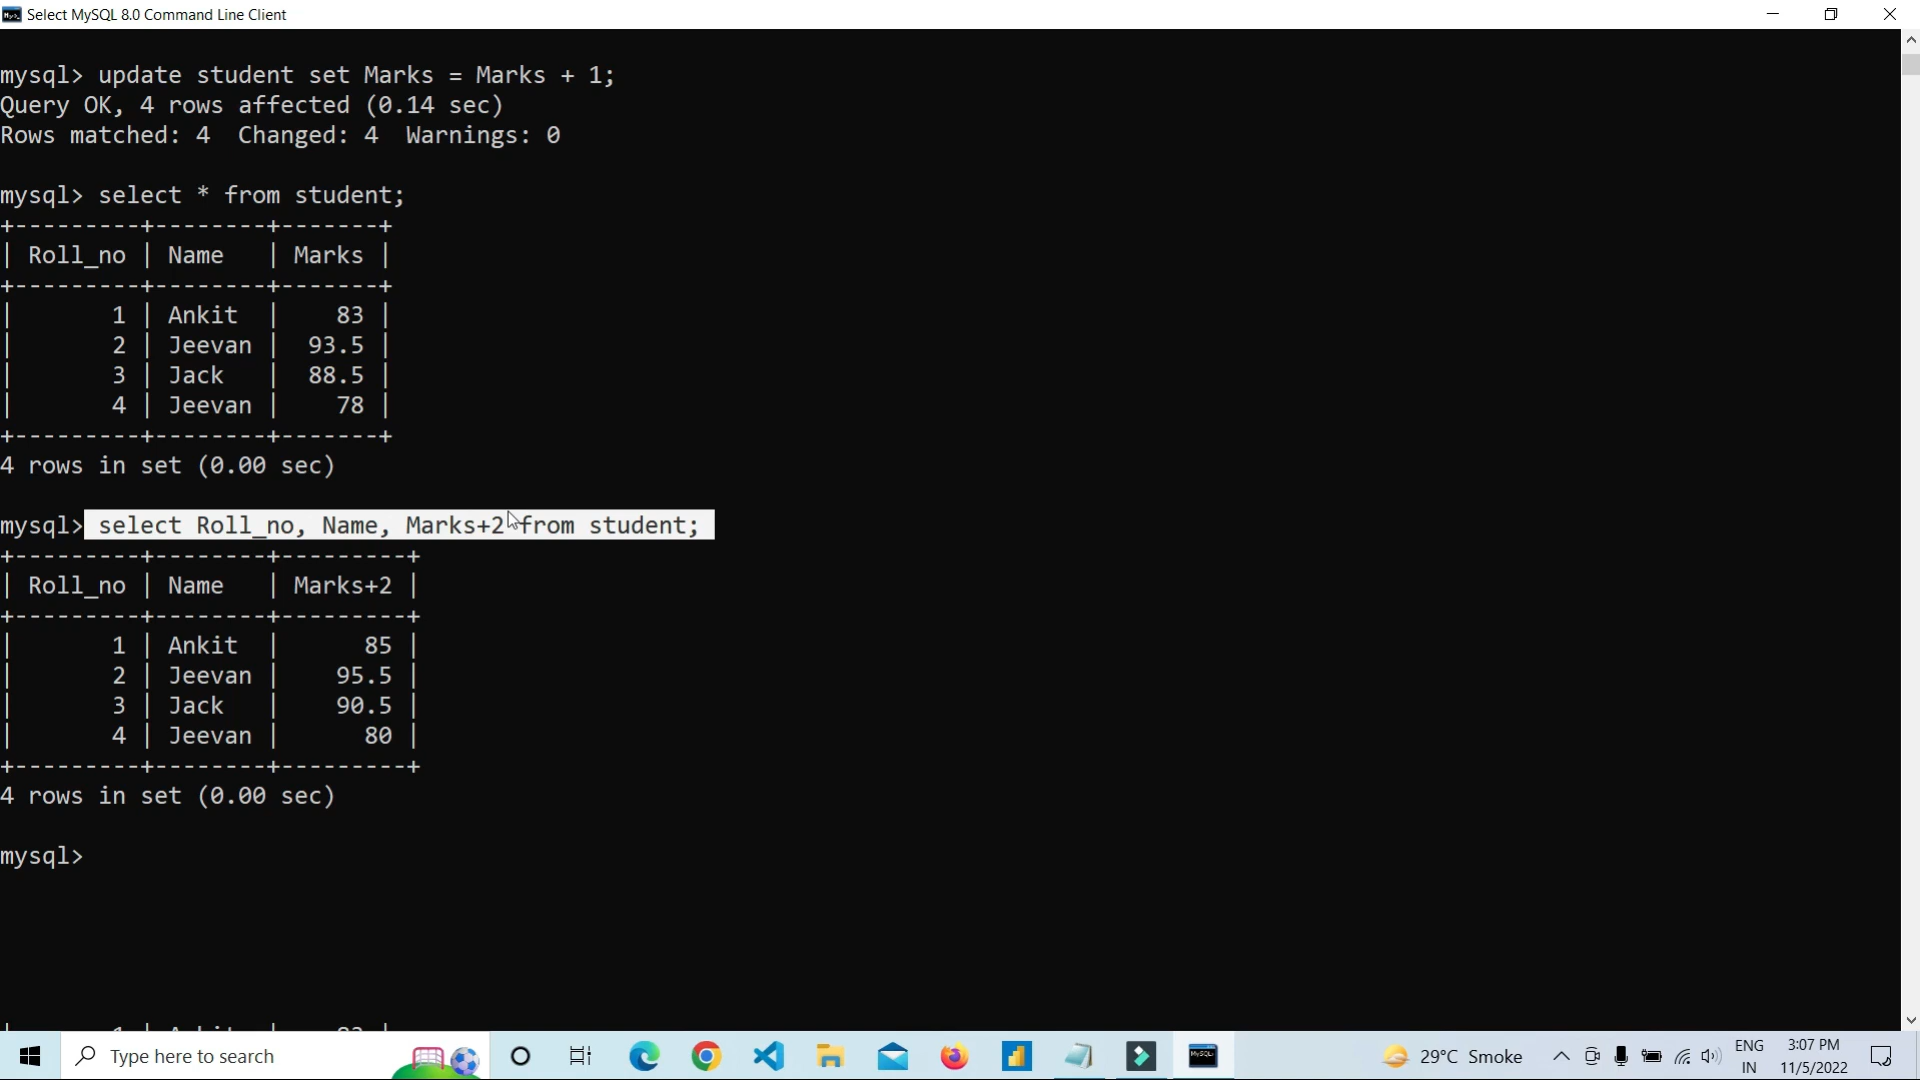 Select MySQL 8.0 Command Line Client
mysql> update student set Marks = Marks + 1;
Query OK, 4 rows affected (0.14 sec)
Rows matched: 4  Changed: 4  Warnings: 0
mysql> select * from student;
+---------+--------+-------+
| Roll_no | Name   | Marks |
+---------+--------+-------+
|       1 | Ankit  |    83 |
|       2 | Jeevan |  93.5 |
|       3 | Jack   |  88.5 |
|       4 | Jeevan |    78 |
+---------+--------+-------+
4 rows in set (0.00 sec)
mysql> select Roll_no, Name, Marks+2 from student;
+---------+--------+---------+
| Roll_no | Name   | Marks+2 |
+---------+--------+---------+
|       1 | Ankit  |      85 |
|       2 | Jeevan |    95.5 |
|       3 | Jack   |    90.5 |
|       4 | Jeevan |      80 |
+---------+--------+---------+
4 rows in set (0.00 sec)
mysql>
Type here to search
MySQL
29°C Smoke
ENG
IN
3:07 PM
11/5/2022